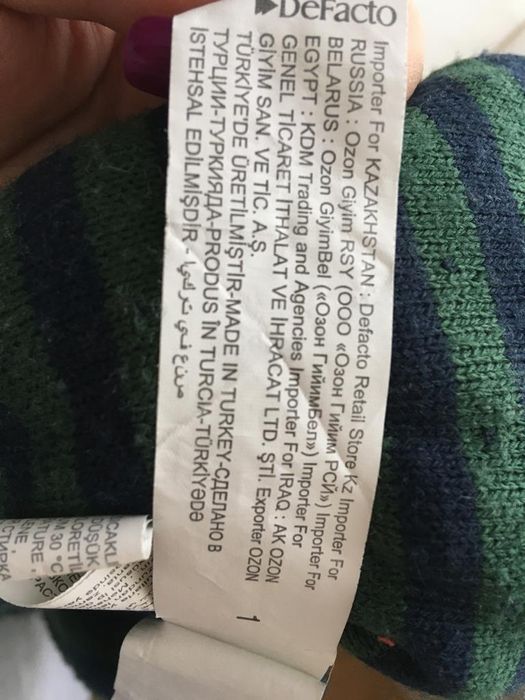 DeFacto
Importer For KAZAKHSTAN : Defacto Retail Store Kz Importer For
RUSSIA : Ozon Giyim RSY (ООО «Озон Гийим РСЙ») Importer For
BELARUS : Ozon GiyimBel («Озон ГийимБел») Importer For
EGYPT : KDM Trading and Agencies Importer For IRAQ : AK OZON
GENEL TİCARET İTHALAT VE İHRACAT LTD. ŞTİ. Exporter OZON
GİYİM SAN. VE TİC. A.Ş.
TÜRKİYE'DE ÜRETİLMİŞTİR-MADE IN TURKEY-СДЕЛАНО В
ТУРЦИИ-ТУРКИЯДА-PRODUS ÎN TURCIA-TÜRKİYƏDƏ
İSTEHSAL EDİLMİŞDİR - صنع في تركيا
1
30 °C
СТИРКА